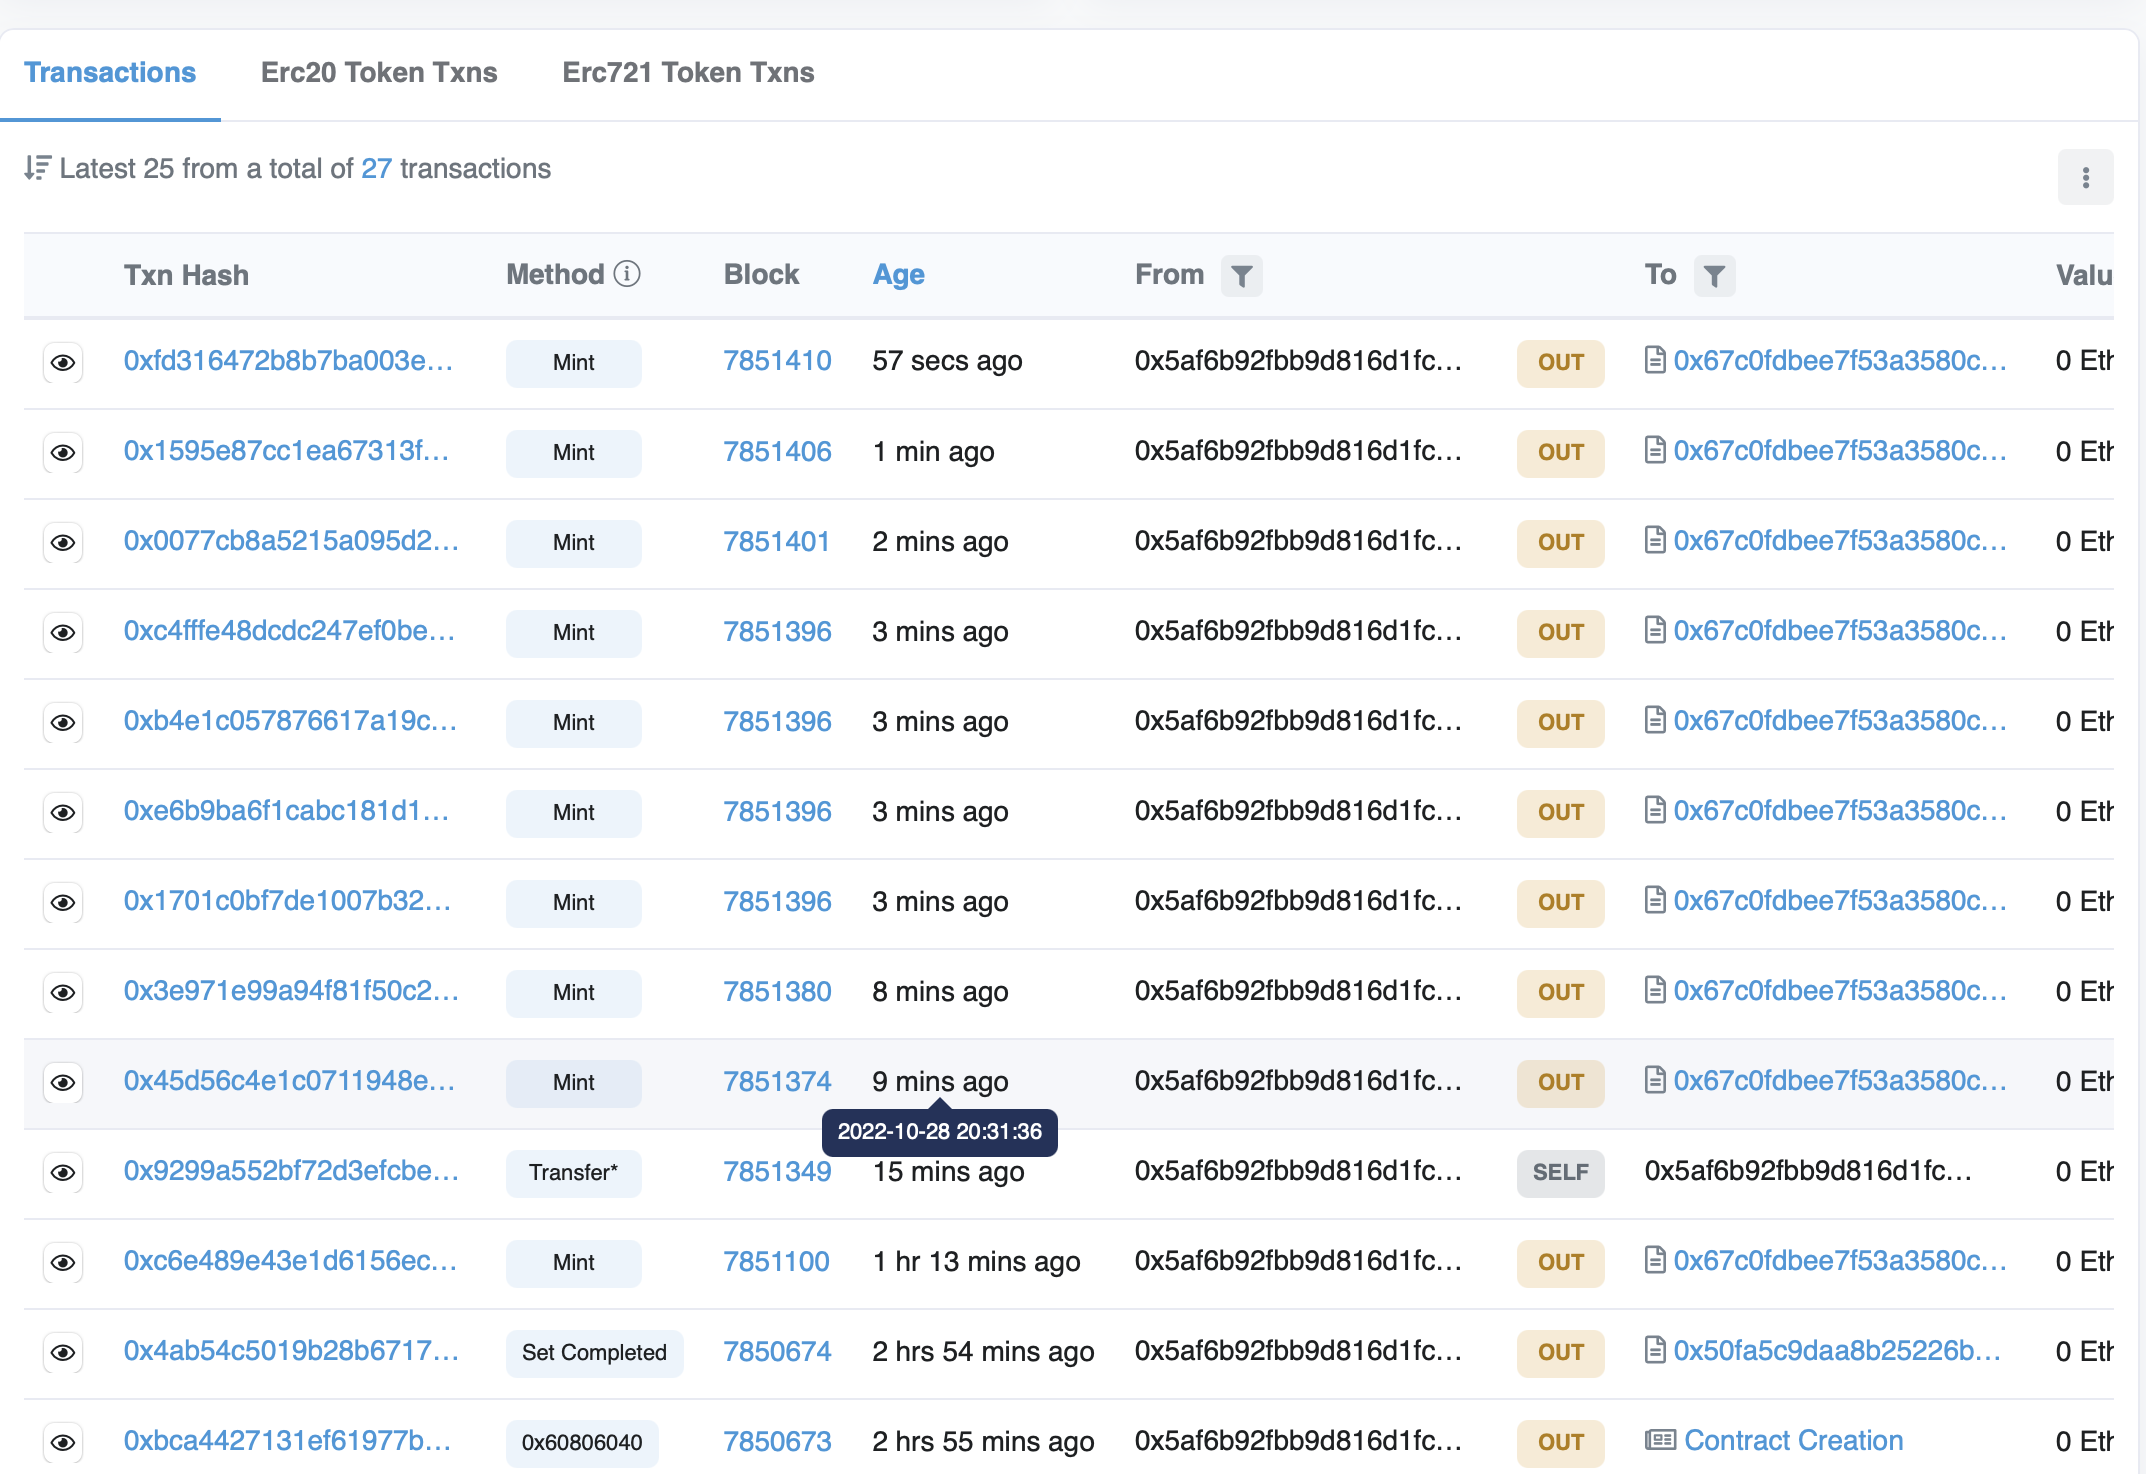 Transactions Erc20 Token Txns Erc721 Token Txns
Latest 25 from a total of 27 transactions
Txn Hash Method Block Age From To Valu
0xfd316472b8b7ba003e... Mint 7851410 57 secs ago 0x5af6b92fbb9d816d1fc... OUT 0x67c0fdbee7f53a3580c... 0 Eth
0x1595e87cc1ea67313f... Mint 7851406 1 min ago 0x5af6b92fbb9d816d1fc... OUT 0x67c0fdbee7f53a3580c... 0 Eth
0x0077cb8a5215a095d2... Mint 7851401 2 mins ago 0x5af6b92fbb9d816d1fc... OUT 0x67c0fdbee7f53a3580c... 0 Eth
0xc4fffe48dcdc247ef0be... Mint 7851396 3 mins ago 0x5af6b92fbb9d816d1fc... OUT 0x67c0fdbee7f53a3580c... 0 Eth
0xb4e1c057876617a19c... Mint 7851396 3 mins ago 0x5af6b92fbb9d816d1fc... OUT 0x67c0fdbee7f53a3580c... 0 Eth
0xe6b9ba6f1cabc181d1... Mint 7851396 3 mins ago 0x5af6b92fbb9d816d1fc... OUT 0x67c0fdbee7f53a3580c... 0 Eth
0x1701c0bf7de1007b32... Mint 7851396 3 mins ago 0x5af6b92fbb9d816d1fc... OUT 0x67c0fdbee7f53a3580c... 0 Eth
0x3e971e99a94f81f50c2... Mint 7851380 8 mins ago 0x5af6b92fbb9d816d1fc... OUT 0x67c0fdbee7f53a3580c... 0 Eth
0x45d56c4e1c0711948e... Mint 7851374 9 mins ago 0x5af6b92fbb9d816d1fc... OUT 0x67c0fdbee7f53a3580c... 0 Eth
2022-10-28 20:31:36
0x9299a552bf72d3efcbe... Transfer* 7851349 15 mins ago 0x5af6b92fbb9d816d1fc... SELF 0x5af6b92fbb9d816d1fc... 0 Eth
0xc6e489e43e1d6156ec... Mint 7851100 1 hr 13 mins ago 0x5af6b92fbb9d816d1fc... OUT 0x67c0fdbee7f53a3580c... 0 Eth
0x4ab54c5019b28b6717... Set Completed 7850674 2 hrs 54 mins ago 0x5af6b92fbb9d816d1fc... OUT 0x50fa5c9daa8b25226b... 0 Eth
0xbca4427131ef61977b... 0x60806040 7850673 2 hrs 55 mins ago 0x5af6b92fbb9d816d1fc... OUT Contract Creation 0 Eth